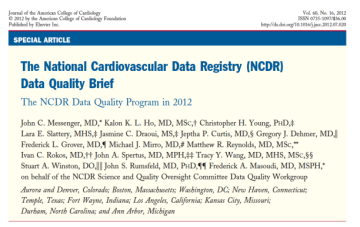 Journal of the American College of Cardiology
© 2012 by the American College of Cardiology Foundation
Published by Elsevier Inc.
Vol. 60, No. 16, 2012
ISSN 0735-1097/$36.00
http://dx.doi.org/10.1016/j.jacc.2012.07.020
SPECIAL ARTICLE
The National Cardiovascular Data Registry (NCDR)
Data Quality Brief
The NCDR Data Quality Program in 2012
John C. Messenger, MD,* Kalon K. L. Ho, MD, MSC,† Christopher H. Young, PHD,‡
Lara E. Slattery, MHS,‡ Jasmine C. Draoui, MS,‡ Jeptha P. Curtis, MD,§ Gregory J. Dehmer, MD,||
Frederick L. Grover, MD,¶ Michael J. Mirro, MD,# Matthew R. Reynolds, MD, MSC,**
Ivan C. Rokos, MD,†† John A. Spertus, MD, MPH,‡‡ Tracy Y. Wang, MD, MHS, MSC,§§
Stuart A. Winston, DO,|||| John S. Rumsfeld, MD, PHD,¶¶ Frederick A. Masoudi, MD, MSPH,*
on behalf of the NCDR Science and Quality Oversight Committee Data Quality Workgroup
Aurora and Denver, Colorado; Boston, Massachusetts; Washington, DC; New Haven, Connecticut;
Temple, Texas; Fort Wayne, Indiana; Los Angeles, California; Kansas City, Missouri;
Durham, North Carolina; and Ann Arbor, Michigan